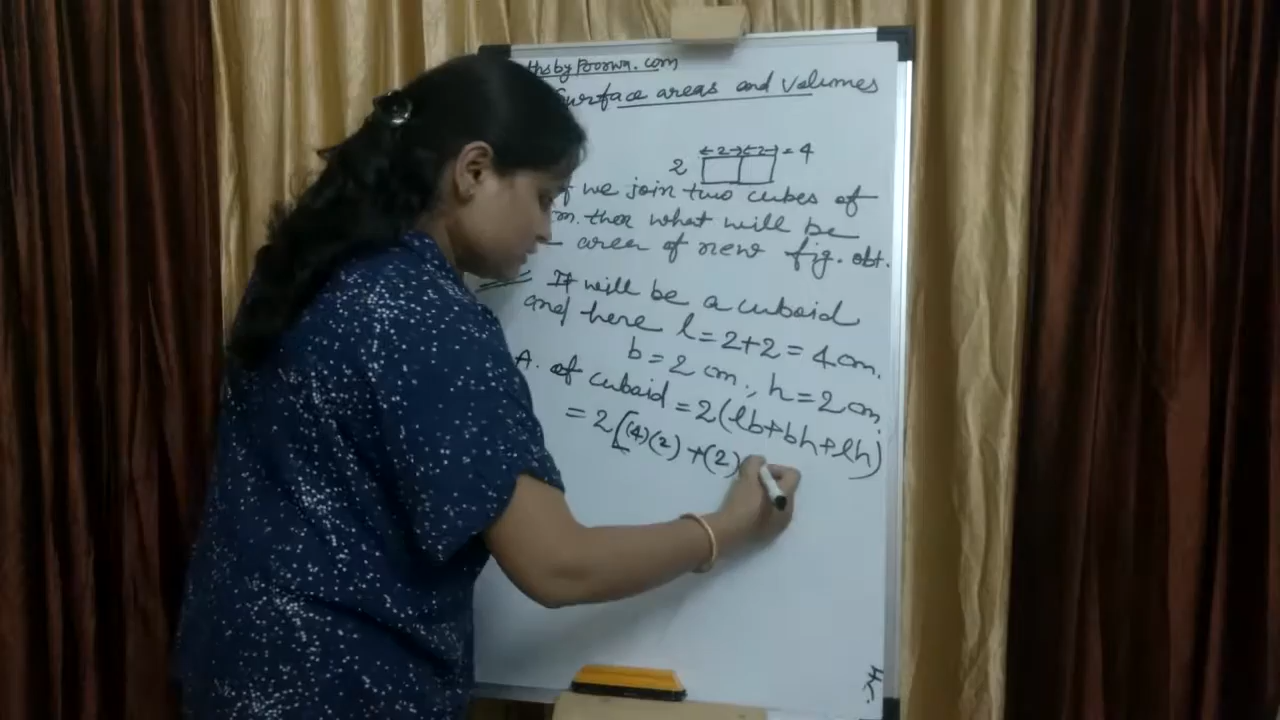 thsbyPoorwa.com
Surface areas and Volumes
←2→←2→ = 4
2
if we join two cubes of
m. then what will be
area of new fig. obt.
It will be a cuboid
and here l = 2+2 = 4 cm.
b = 2 cm., h = 2 cm
A. of cuboid = 2(lb+bh+lh)
= 2[(4)(2) + (2)